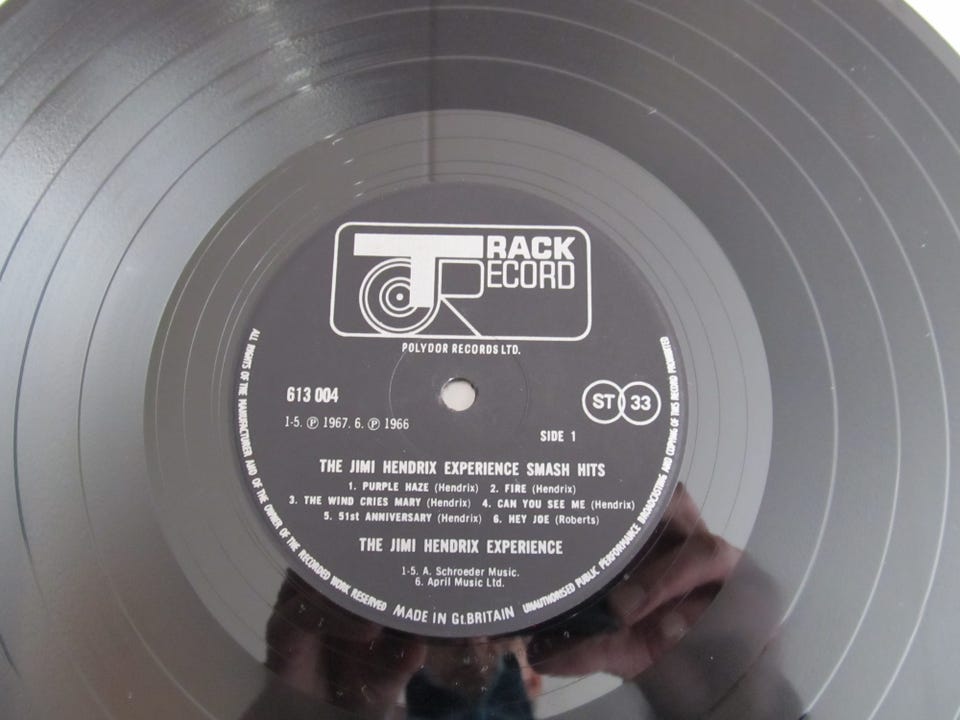 TRACK
RECORD
POLYDOR RECORDS LTD.
613 004
1-5. ℗ 1967. 6. ℗ 1966
ST 33
SIDE 1
THE JIMI HENDRIX EXPERIENCE SMASH HITS
1. PURPLE HAZE (Hendrix) 2. FIRE (Hendrix)
3. THE WIND CRIES MARY (Hendrix) 4. CAN YOU SEE ME (Hendrix)
5. 51st ANNIVERSARY (Hendrix) 6. HEY JOE (Roberts)
THE JIMI HENDRIX EXPERIENCE
1-5. A. Schroeder Music.
6. April Music Ltd.
ALL RIGHTS OF THE MANUFACTURER AND OF THE OWNER OF THE RECORDED WORK RESERVED
MADE IN Gt.BRITAIN
UNAUTHORISED PUBLIC PERFORMANCE BROADCASTING AND COPYING OF THIS RECORD PROHIBITED